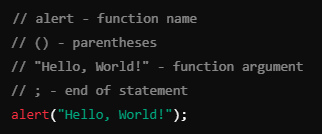 // alert - function name
// () - parentheses
// "Hello, World!" - function argument
// ; - end of statement
alert("Hello, World!");